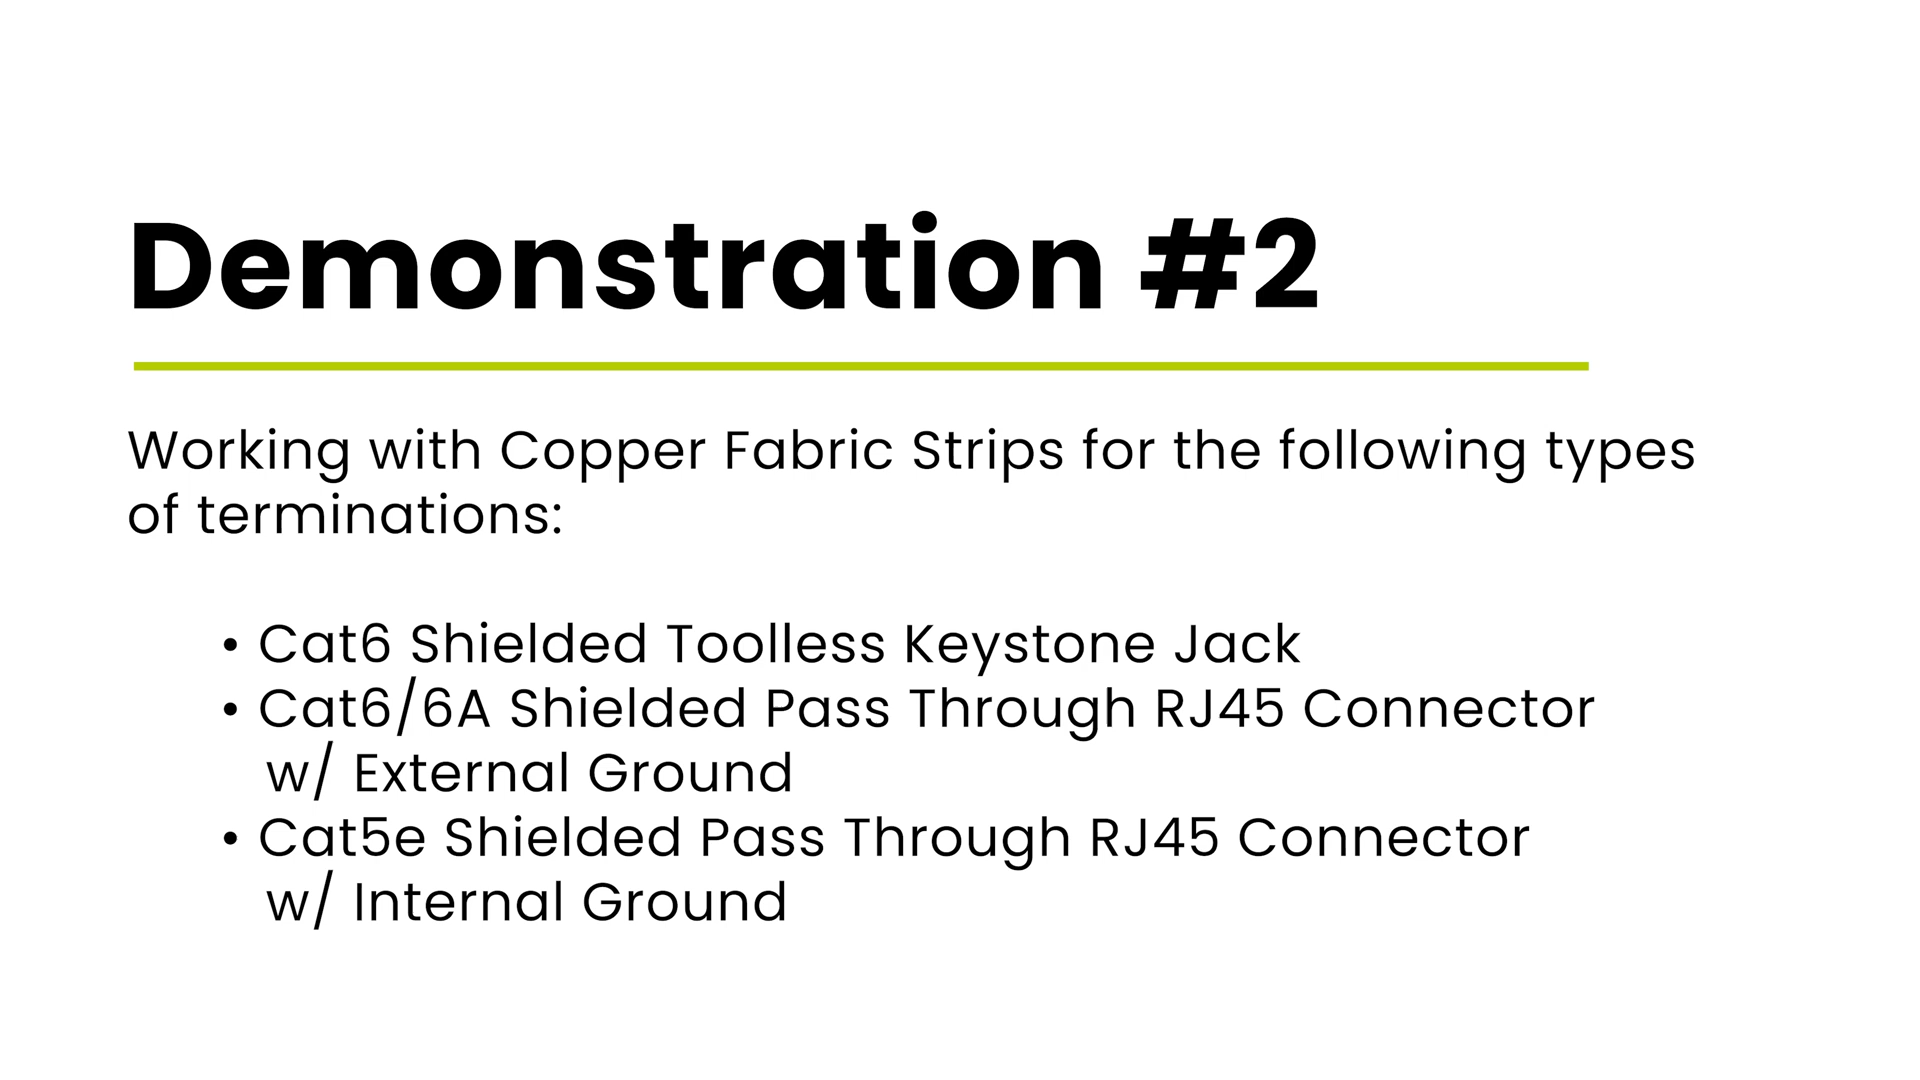 Demonstration #2
Working with Copper Fabric Strips for the following types
of terminations:
• Cat6 Shielded Toolless Keystone Jack
• Cat6/6A Shielded Pass Through RJ45 Connector
w/ External Ground
• Cat5e Shielded Pass Through RJ45 Connector
w/ Internal Ground